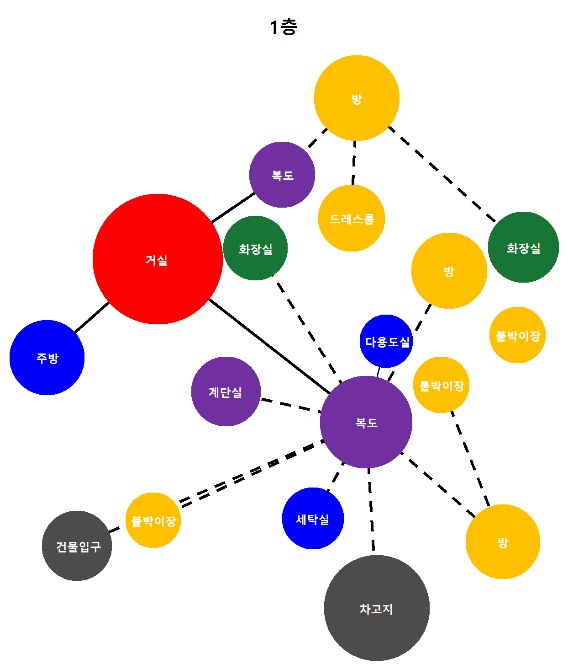 1층
방
복도
드레스룸
화장실
화장실
거실
방
붙박이장
다용도실
주방
붙박이장
계단실
복도
붙박이장
세탁실
건물입구
방
차고지